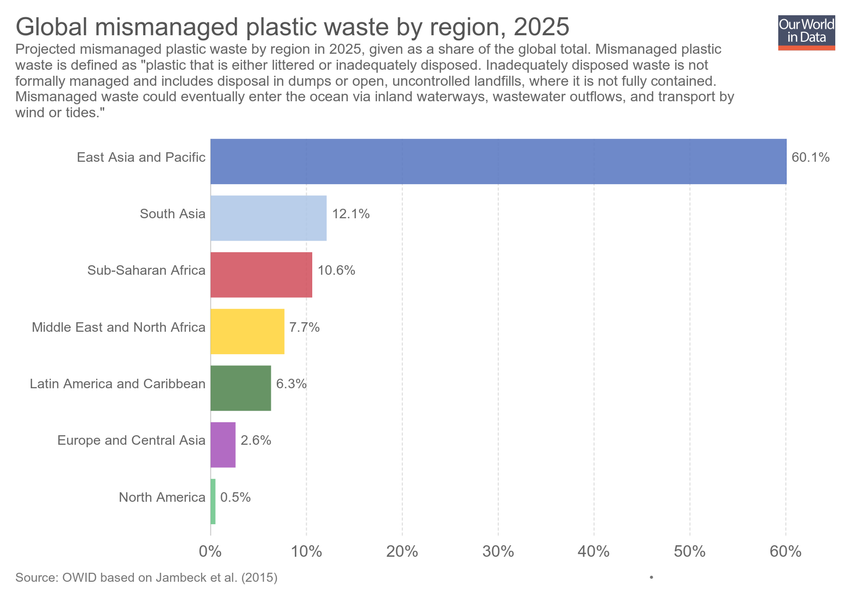 Global mismanaged plastic waste by region, 2025
Our World
in Data
Projected mismanaged plastic waste by region in 2025, given as a share of the global total. Mismanaged plastic
waste is defined as "plastic that is either littered or inadequately disposed. Inadequately disposed waste is not
formally managed and includes disposal in dumps or open, uncontrolled landfills, where it is not fully contained.
Mismanaged waste could eventually enter the ocean via inland waterways, wastewater outflows, and transport by
wind or tides."
East Asia and Pacific 60.1%
South Asia 12.1%
Sub-Saharan Africa 10.6%
Middle East and North Africa 7.7%
Latin America and Caribbean 6.3%
Europe and Central Asia 2.6%
North America 0.5%
0% 10% 20% 30% 40% 50% 60%
Source: OWID based on Jambeck et al. (2015) •